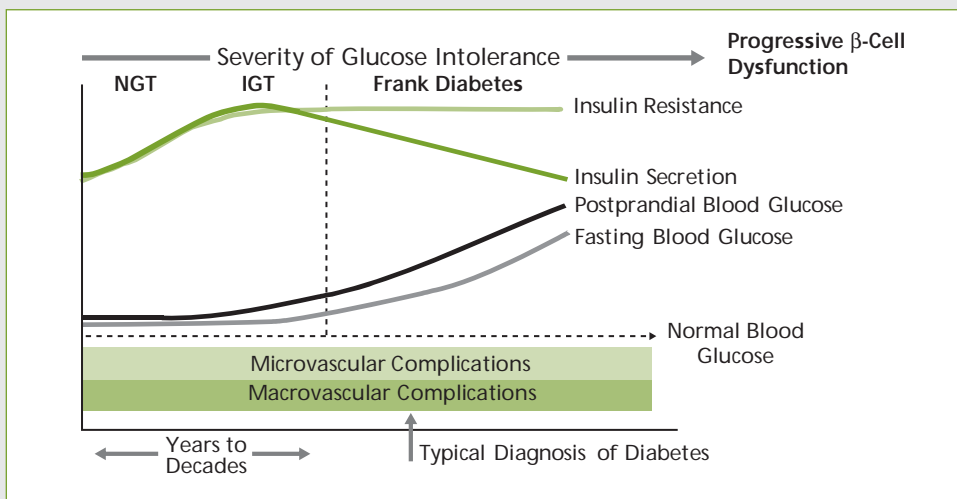 Severity of Glucose Intolerance
Progressive β-Cell
Dysfunction
NGT
IGT
Frank Diabetes
Insulin Resistance
Insulin Secretion
Postprandial Blood Glucose
Fasting Blood Glucose
Normal Blood
Glucose
Microvascular Complications
Macrovascular Complications
Years to
Decades
Typical Diagnosis of Diabetes